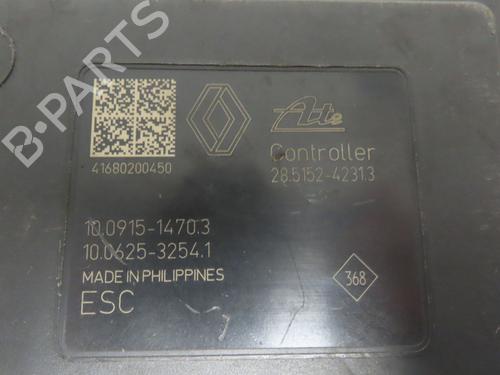 B-PARTS
Ate
41680200450
Controller
28.5152-4231.3
10.0915-1470.3
10.0625-3254.1
MADE IN PHILIPPINES
ESC
368